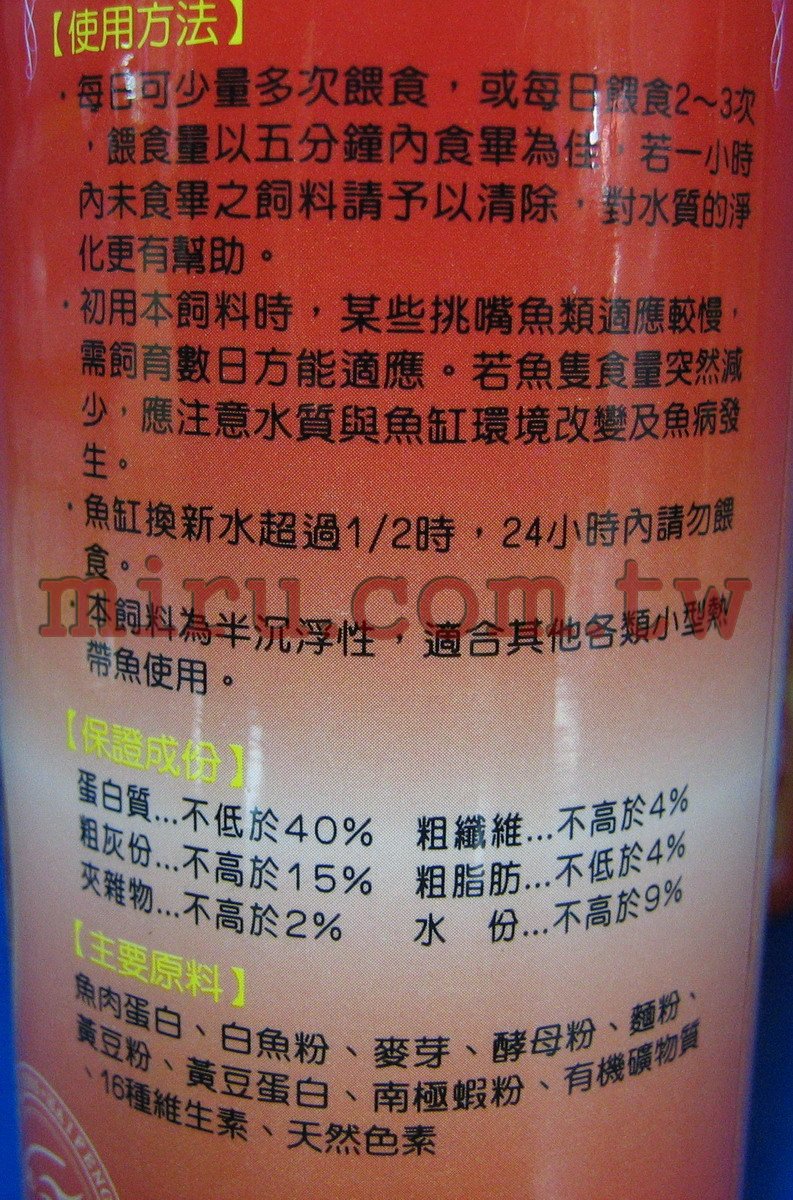 【使用方法】
·每日可少量多次餵食，或每日餵食2～3次
，餵食量以五分鐘內食畢為佳，若一小時
內未食畢之飼料請予以清除，對水質的淨
化更有幫助。
·初用本飼料時，某些挑嘴魚類適應較慢，
需飼育數日方能適應。若魚隻食量突然減
少，應注意水質與魚缸環境改變及魚病發
生。
·魚缸換新水超過1/2時，24小時內請勿餵
食。
miru.com.tw
·本飼料為半沉浮性，適合其他各類小型熱
帶魚使用。
【保證成份】
蛋白質...不低於40% 粗纖維...不高於4%
粗灰份...不高於15% 粗脂肪...不低於4%
夾雜物...不高於2% 水 份...不高於9%
【主要原料】
魚肉蛋白、白魚粉、麥芽、酵母粉、麵粉、
黃豆粉、黃豆蛋白、南極蝦粉、有機礦物質
、16種維生素、天然色素